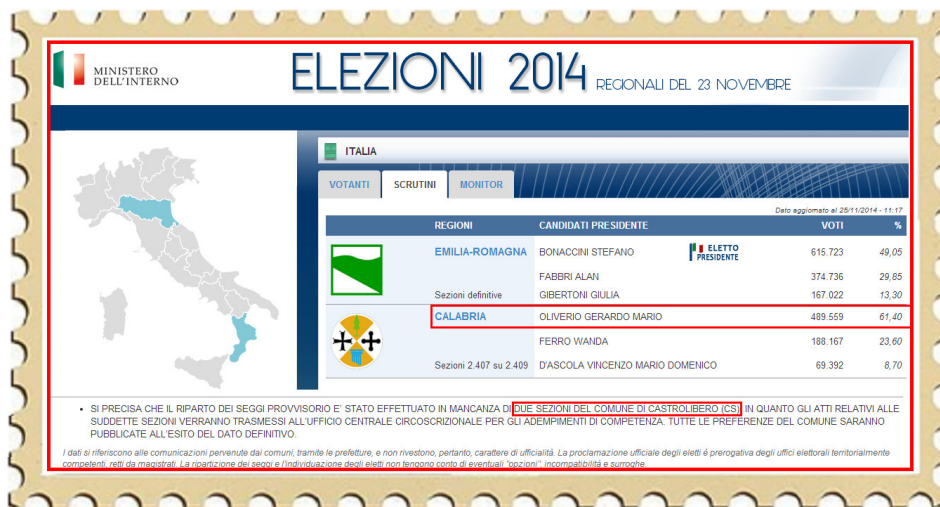 MINISTERO
DELL'INTERNO
ELEZIONI 2014 REGIONALI DEL 23 NOVEMBRE
ITALIA
VOTANTI SCRUTINI MONITOR
Dato aggiornato al 25/11/2014 - 11:17
REGIONI CANDIDATI PRESIDENTE VOTI %
EMILIA-ROMAGNA BONACCINI STEFANO ELETTO PRESIDENTE 615.723 49,05
FABBRI ALAN 374.736 29,85
Sezioni definitive GIBERTONI GIULIA 167.022 13,30
CALABRIA OLIVERIO GERARDO MARIO 489.559 61,40
FERRO WANDA 188.167 23,60
Sezioni 2.407 su 2.409 D'ASCOLA VINCENZO MARIO DOMENICO 69.392 8,70
• SI PRECISA CHE IL RIPARTO DEI SEGGI PROVVISORIO E' STATO EFFETTUATO IN MANCANZA DI DUE SEZIONI DEL COMUNE DI CASTROLIBERO (CS), IN QUANTO GLI ATTI RELATIVI ALLE
SUDDETTE SEZIONI VERRANNO TRASMESSI ALL'UFFICIO CENTRALE CIRCOSCRIZIONALE PER GLI ADEMPIMENTI DI COMPETENZA. TUTTE LE PREFERENZE DEL COMUNE SARANNO
PUBBLICATE ALL'ESITO DEL DATO DEFINITIVO.
I dati si riferiscono alle comunicazioni pervenute dai comuni, tramite le prefetture, e non rivestono, pertanto, carattere di ufficialità. La proclamazione ufficiale degli eletti é prerogativa degli uffici elettorali territorialmente
competenti, retti da magistrati. La ripartizione dei seggi e l'individuazione degli eletti non tengono conto di eventuali "opzioni", incompatibilità e surroghe.